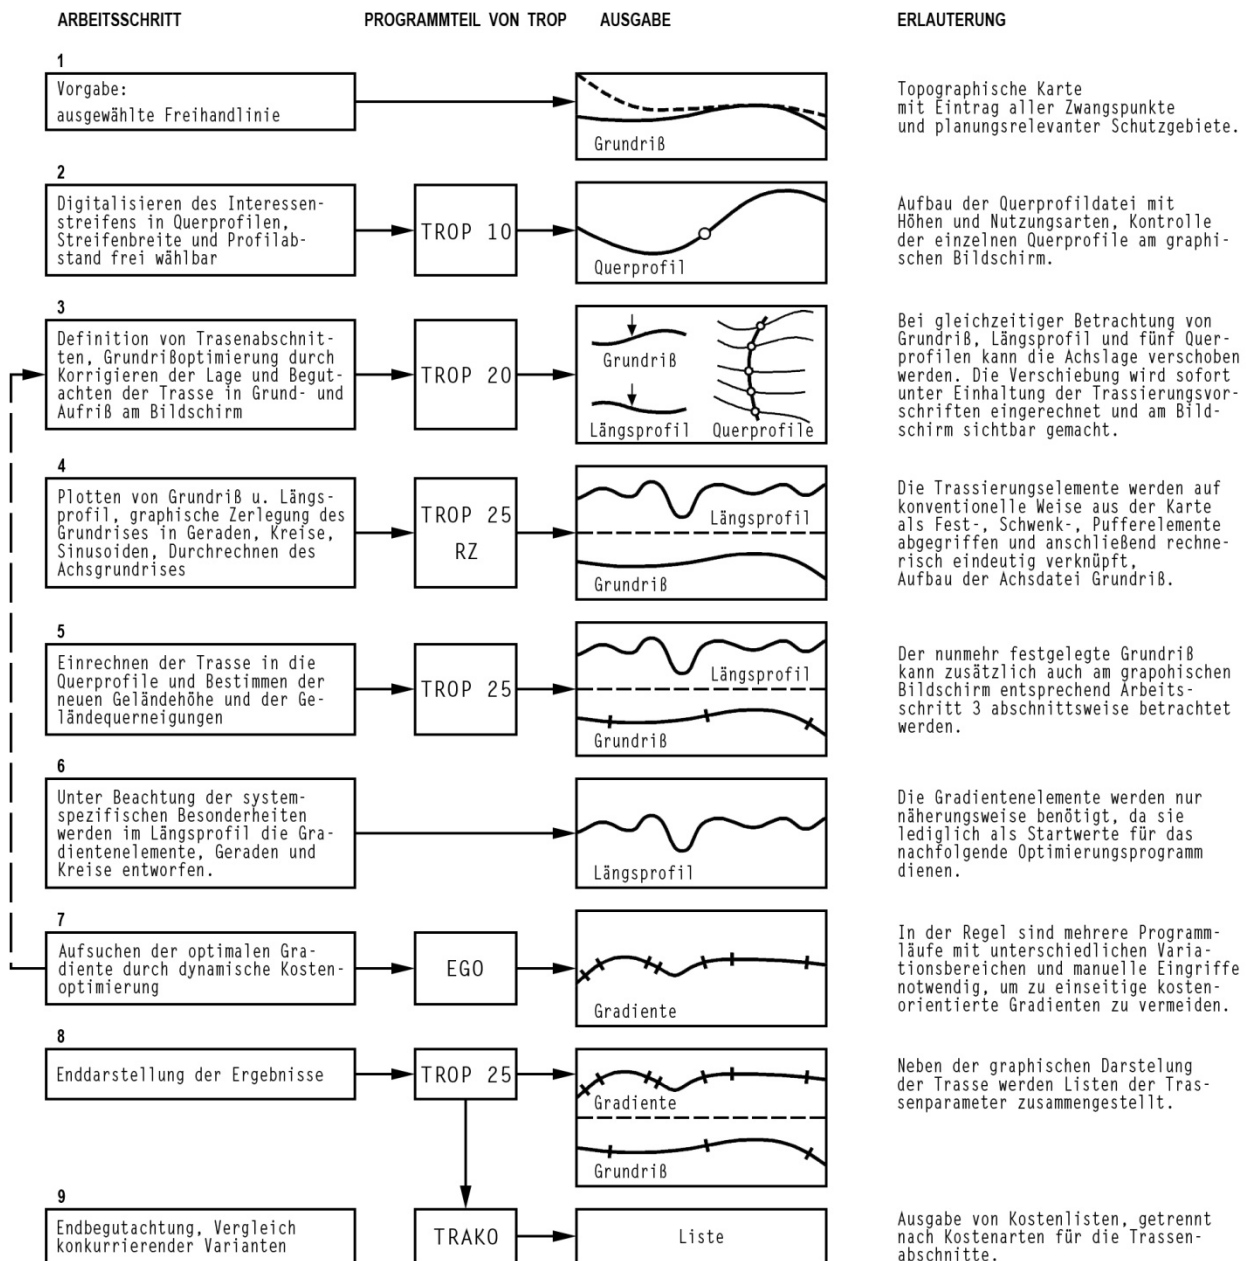 ARBEITSSCHRITT
PROGRAMMTEIL VON TROP
AUSGABE
ERLAUTERUNG
1
Vorgabe:
ausgewählte Freihandlinie
Grundriß
Topographische Karte
mit Eintrag aller Zwangspunkte
und planungsrelevanter Schutzgebiete.
2
Digitalisieren des Interessen-
streifens in Querprofilen,
Streifenbreite und Profilab-
stand frei wählbar
TROP 10
Querprofil
Aufbau der Querprofildatei mit
Höhen und Nutzungsarten, Kontrolle
der einzelnen Querprofile am graphi-
schen Bildschirm.
3
Definition von Trasenabschnit-
ten, Grundrißoptimierung durch
Korrigieren der Lage und Begut-
achten der Trasse in Grund- und
Aufriß am Bildschirm
TROP 20
Grundriß
Längsprofil
Querprofile
Bei gleichzeitiger Betrachtung von
Grundriß, Längsprofil und fünf Quer-
profilen kann die Achslage verschoben
werden. Die Verschiebung wird sofort
unter Einhaltung der Trassierungsvor-
schriften eingerechnet und am Bild-
schirm sichtbar gemacht.
4
Plotten von Grundriß u. Längs-
profil, graphische Zerlegung des
Grundrises in Geraden, Kreise,
Sinusoiden, Durchrechnen des
Achsgrundrises
TROP 25
RZ
Längsprofil
Grundriß
Die Trassierungselemente werden auf
konventionelle Weise aus der Karte
als Fest-, Schwenk-, Pufferelemente
abgegriffen und anschließend rechne-
risch eindeutig verknüpft,
Aufbau der Achsdatei Grundriß.
5
Einrechnen der Trasse in die
Querprofile und Bestimmen der
neuen Geländehöhe und der Ge-
ländequerneigungen
TROP 25
Längsprofil
Grundriß
Der nunmehr festgelegte Grundriß
kann zusätzlich auch am grapohischen
Bildschirm entsprechend Arbeits-
schritt 3 abschnittsweise betrachtet
werden.
6
Unter Beachtung der system-
spezifischen Besonderheiten
werden im Längsprofil die Gra-
dientenelemente, Geraden und
Kreise entworfen.
Längsprofil
Die Gradientenelemente werden nur
näherungsweise benötigt, da sie
lediglich als Startwerte für das
nachfolgende Optimierungsprogramm
dienen.
7
Aufsuchen der optimalen Gra-
diente durch dynamische Kosten-
optimierung
EGO
Gradiente
In der Regel sind mehrere Programm-
läufe mit unterschiedlichen Varia-
tionsbereichen und manuelle Eingriffe
notwendig, um zu einseitige kosten-
orientierte Gradienten zu vermeiden.
8
Enddarstellung der Ergebnisse
TROP 25
Gradiente
Grundriß
Neben der graphischen Darstelung
der Trasse werden Listen der Tras-
senparameter zusammengestellt.
9
Endbegutachtung, Vergleich
konkurrierender Varianten
TRAKO
Liste
Ausgabe von Kostenlisten, getrennt
nach Kostenarten für die Trassen-
abschnitte.